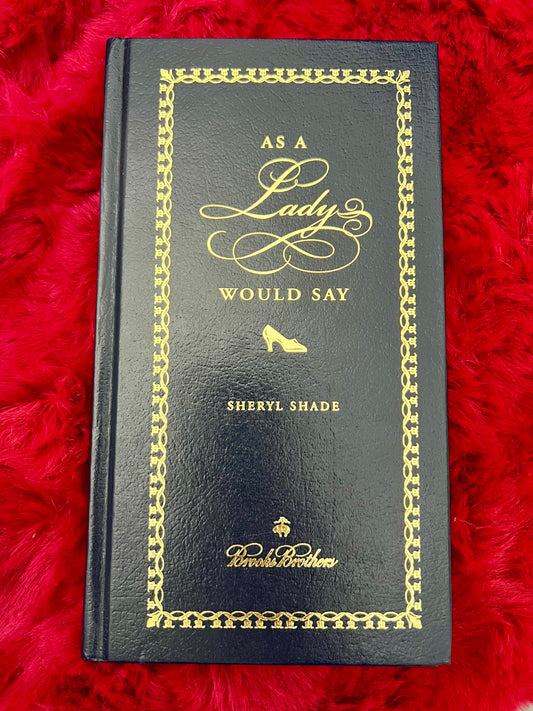 AS A
Lady
WOULD SAY
SHERYL SHADE
Brooks Brothers